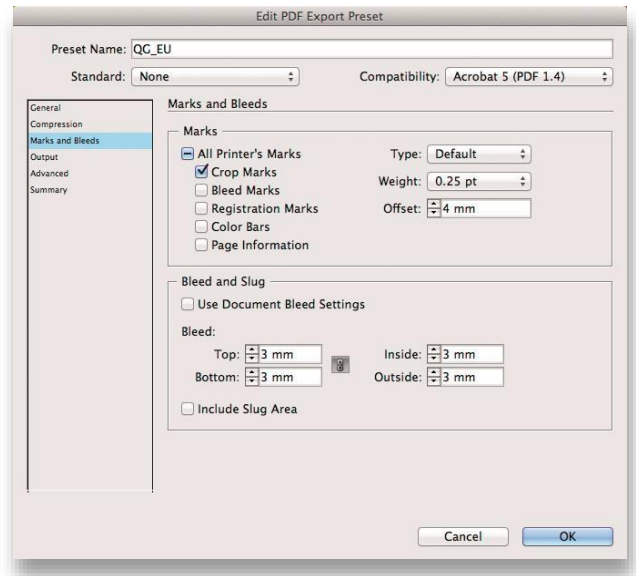 Edit PDF Export Preset
Preset Name: QG_EU
Standard: None Compatibility: Acrobat 5 (PDF 1.4)
General
Compression
Marks and Bleeds
Output
Advanced
Summary
Marks and Bleeds
Marks
All Printer's Marks Type: Default
Crop Marks Weight: 0.25 pt
Bleed Marks
Registration Marks Offset: 4 mm
Color Bars
Page Information
Bleed and Slug
Use Document Bleed Settings
Bleed:
Top: 3 mm Inside: 3 mm
Bottom: 3 mm Outside: 3 mm
Include Slug Area
Cancel OK